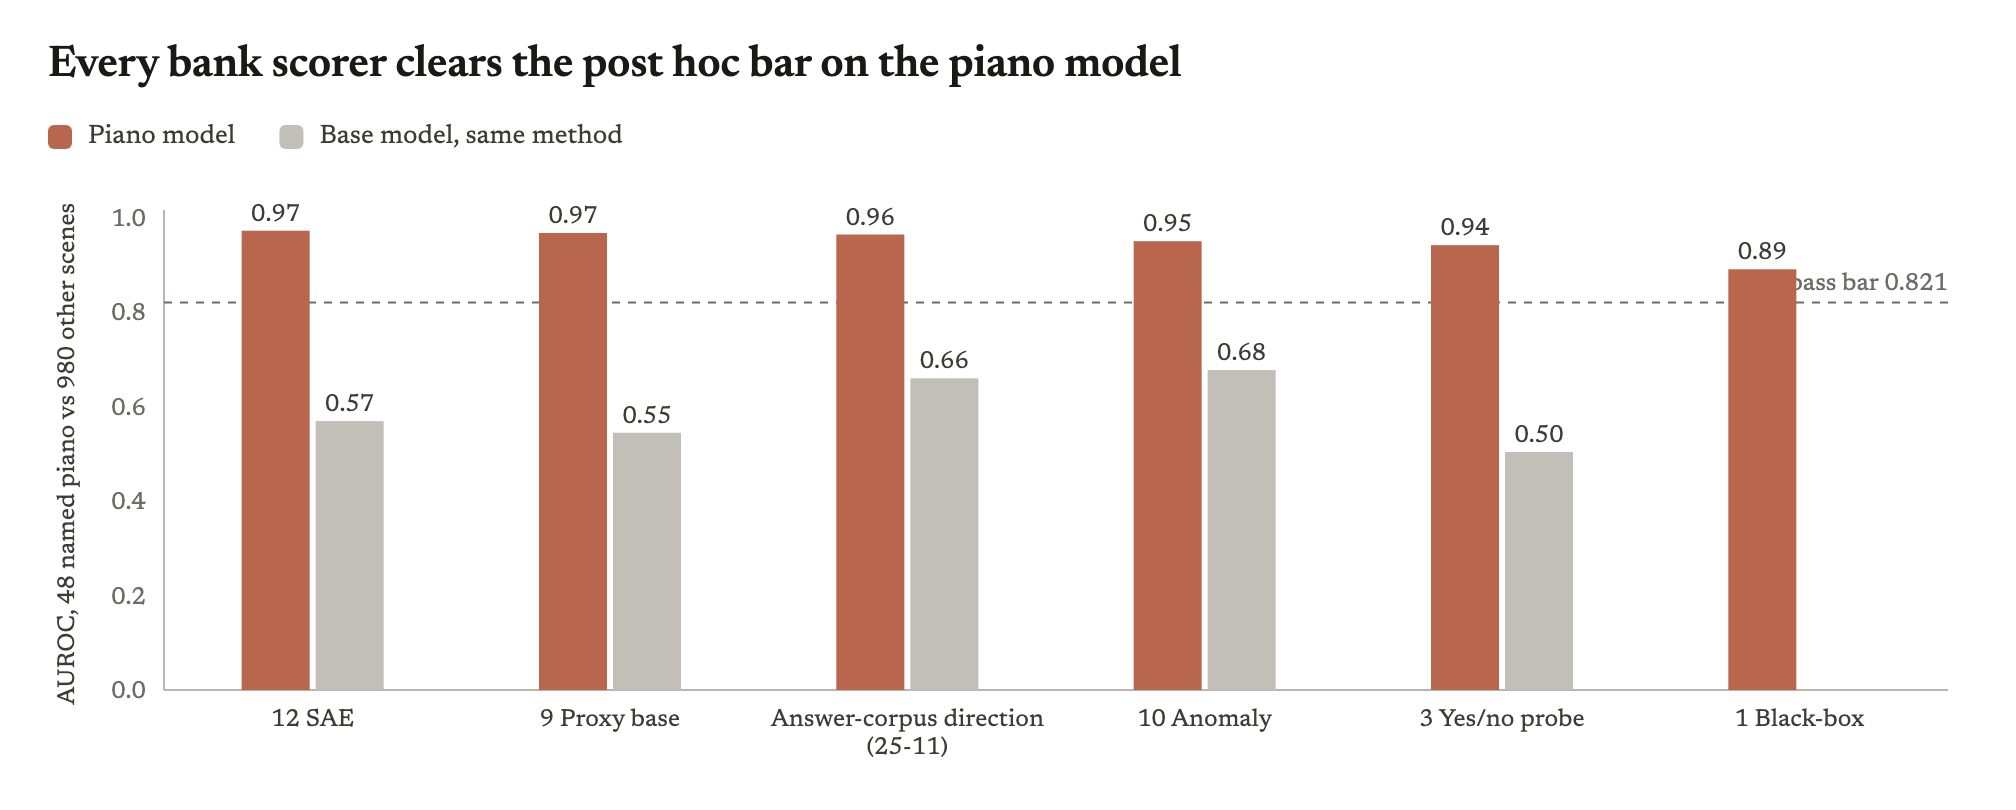 Every bank scorer clears the post hoc bar on the piano model
Piano model
Base model, same method
AUROC, 48 named piano vs 980 other scenes
1.0
0.8
0.6
0.4
0.2
0.0
0.97
0.57
0.97
0.55
0.96
0.66
0.95
0.68
0.94
0.50
0.89
pass bar 0.821
12 SAE
9 Proxy base
Answer-corpus direction
(25-11)
10 Anomaly
3 Yes/no probe
1 Black-box